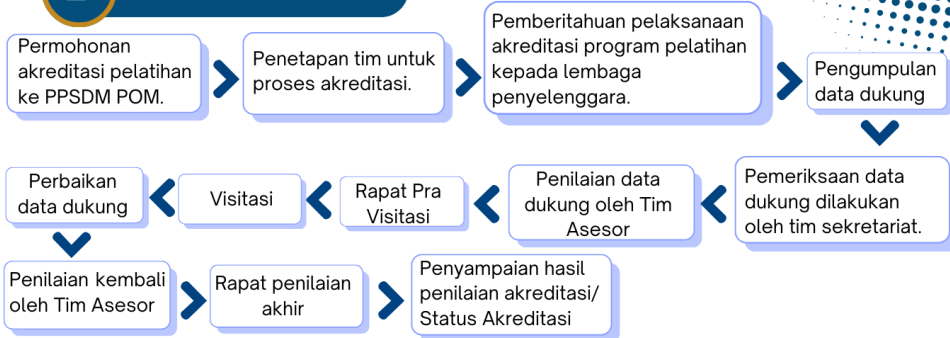 Permohonan
akreditasi pelatihan
ke PPSDM POM.
Penetapan tim untuk
proses akreditasi.
Pemberitahuan pelaksanaan
akreditasi program pelatihan
kepada lembaga
penyelenggara.
Pengumpulan
data dukung
Pemeriksaan data
dukung dilakukan
oleh tim sekretariat.
Penilaian data
dukung oleh Tim
Asesor
Rapat Pra
Visitasi
Visitasi
Perbaikan
data dukung
Penilaian kembali
oleh Tim Asesor
Rapat penilaian
akhir
Penyampaian hasil
penilaian akreditasi/
Status Akreditasi